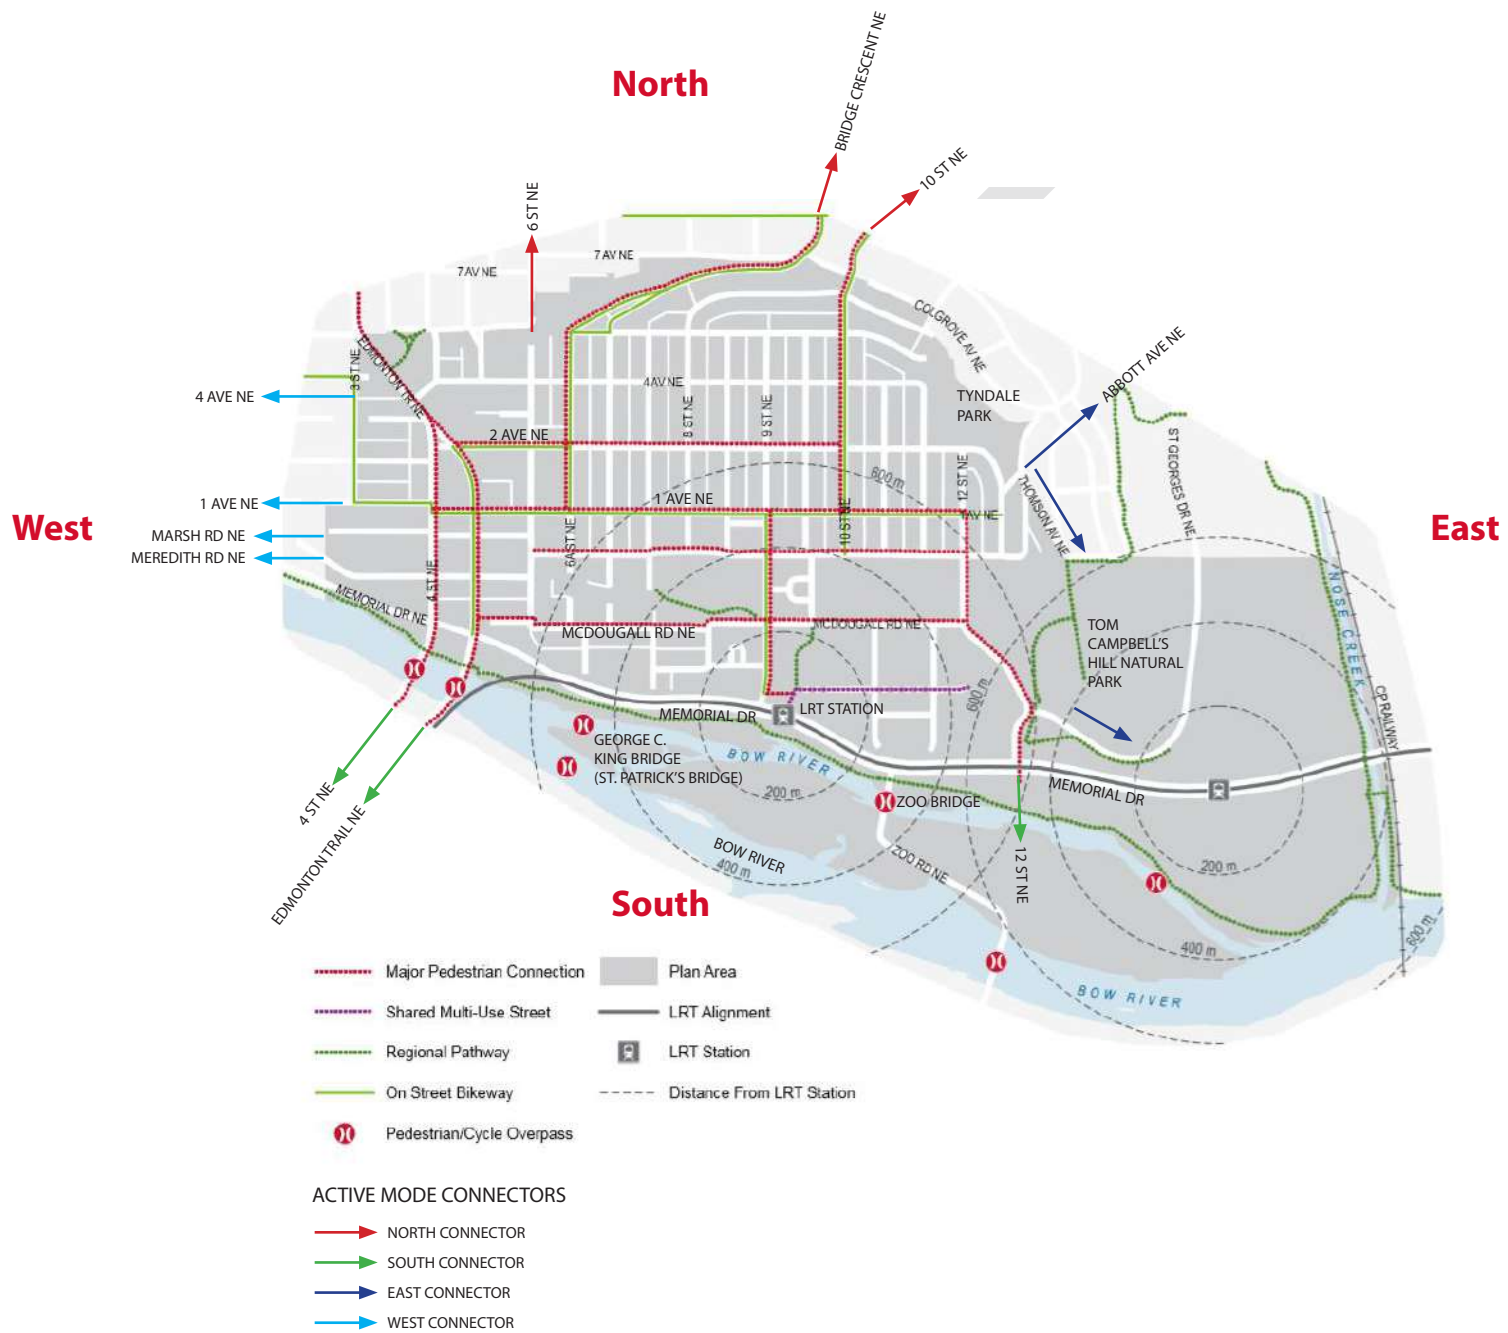 North
BRIDGE CRESCENT NE
10 ST NE
6 ST NE
7 AV NE
7 AV NE
COLGROVE AV NE
EDMONTON TR NE
3 ST NE
4 AVE NE
4AV NE
8 ST NE
9 ST NE
TYNDALE
PARK
ABBOTT AVE NE
ST GEORGES DR NE
2 AVE NE
600 m
12 ST NE
THOMSON AV NE
1 AVE NE
1 AVE NE
1AV NE
10 ST NE
West
East
MARSH RD NE
MEREDITH RD NE
6A ST NE
4 ST NE
MEMORIAL DR NE
NOSE CREEK
MCDOUGALL RD NE
MCDOUGALL RD NE
TOM
CAMPBELL'S
HILL NATURAL
PARK
600 m
CP RAILWAY
LRT STATION
MEMORIAL DR
GEORGE C.
KING BRIDGE
(ST. PATRICK'S BRIDGE)
BOW RIVER
200 m
ZOO BRIDGE
MEMORIAL DR
4 ST NE
EDMONTON TRAIL NE
BOW RIVER
400 m
ZOO RD NE
12 ST NE
200 m
South
400 m
600 m
BOW RIVER
Major Pedestrian Connection
Plan Area
Shared Multi-Use Street
LRT Alignment
Regional Pathway
LRT Station
On Street Bikeway
Distance From LRT Station
Pedestrian/Cycle Overpass
ACTIVE MODE CONNECTORS
NORTH CONNECTOR
SOUTH CONNECTOR
EAST CONNECTOR
WEST CONNECTOR